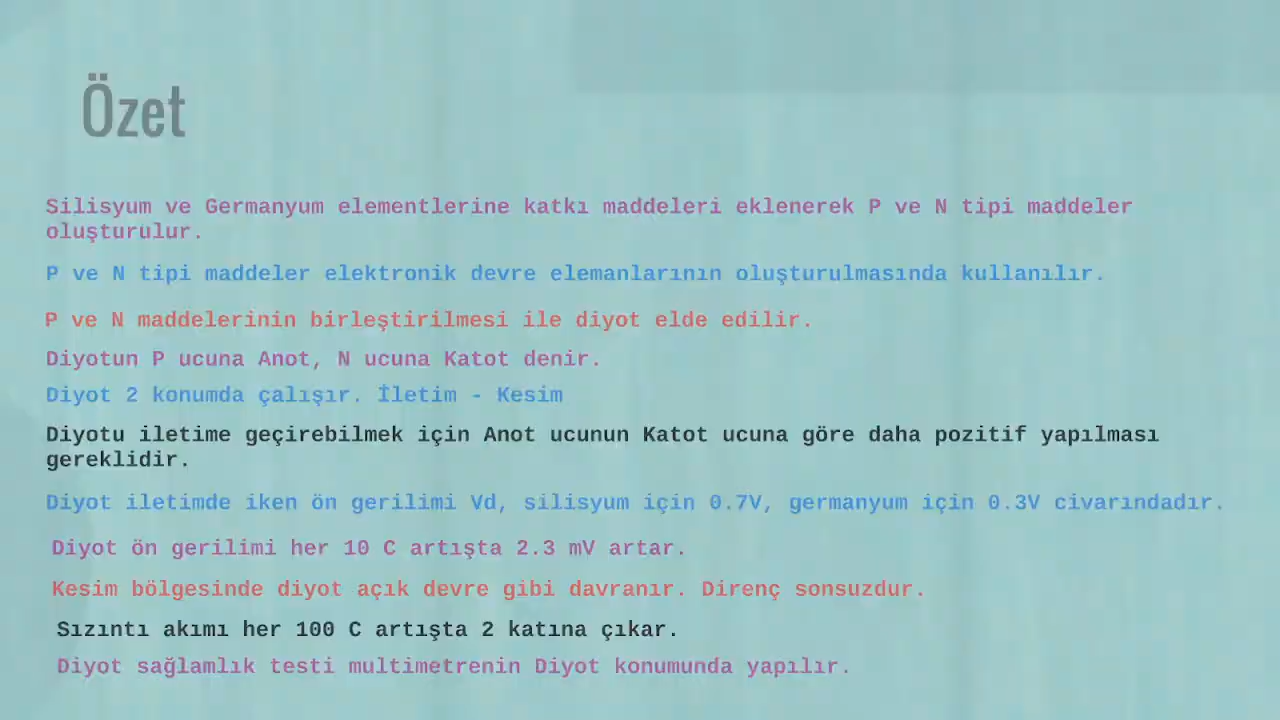 Özet
Silisyum ve Germanyum elementlerine katkı maddeleri eklenerek P ve N tipi maddeler
oluşturulur.
P ve N tipi maddeler elektronik devre elemanlarının oluşturulmasında kullanılır.
P ve N maddelerinin birleştirilmesi ile diyot elde edilir.
Diyotun P ucuna Anot, N ucuna Katot denir.
Diyot 2 konumda çalışır. İletim - Kesim
Diyotu iletime geçirebilmek için Anot ucunun Katot ucuna göre daha pozitif yapılması
gereklidir.
Diyot iletimde iken ön gerilimi Vd, silisyum için 0.7V, germanyum için 0.3V civarındadır.
Diyot ön gerilimi her 10 C artışta 2.3 mV artar.
Kesim bölgesinde diyot açık devre gibi davranır. Direnç sonsuzdur.
Sızıntı akımı her 100 C artışta 2 katına çıkar.
Diyot sağlamlık testi multimetrenin Diyot konumunda yapılır.